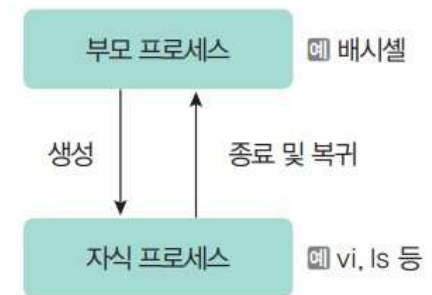 부모 프로세스 예 배시셸
생성 종료 및 복귀
자식 프로세스 예 vi, ls 등